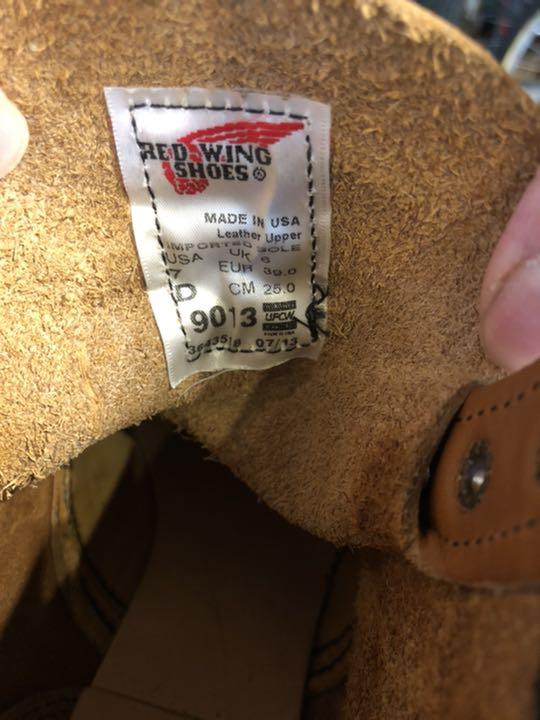 RED WING
SHOES
MADE IN USA
Leather Upper
IMPORTED SOLE
USA UK 6
7 EUR 39.0
D CM 25.0
9013 UFCW
07/13